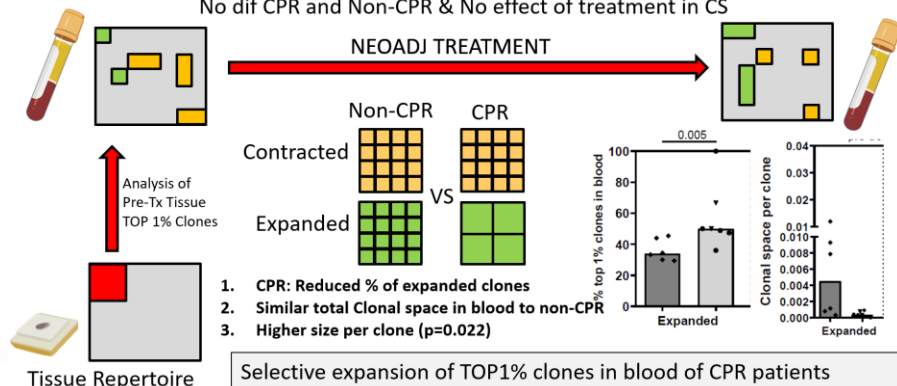 No dif CPR and Non-CPR & No effect of treatment in CS
NEOADJ TREATMENT
Non-CPR
CPR
Contracted
VS
Expanded
Analysis of
Pre-Tx Tissue
TOP 1% Clones
1. CPR: Reduced % of expanded clones
2. Similar total Clonal space in blood to non-CPR
3. Higher size per clone (p=0.022)
Tissue Repertoire
Selective expansion of TOP1% clones in blood of CPR patients
% top 1% clones in blood
0.005
100
80
60
40
20
0
Expanded
Clonal space per clone
0.04
0.03
0.02
0.01
0.010
0.008
0.006
0.004
0.002
0.000
Expanded